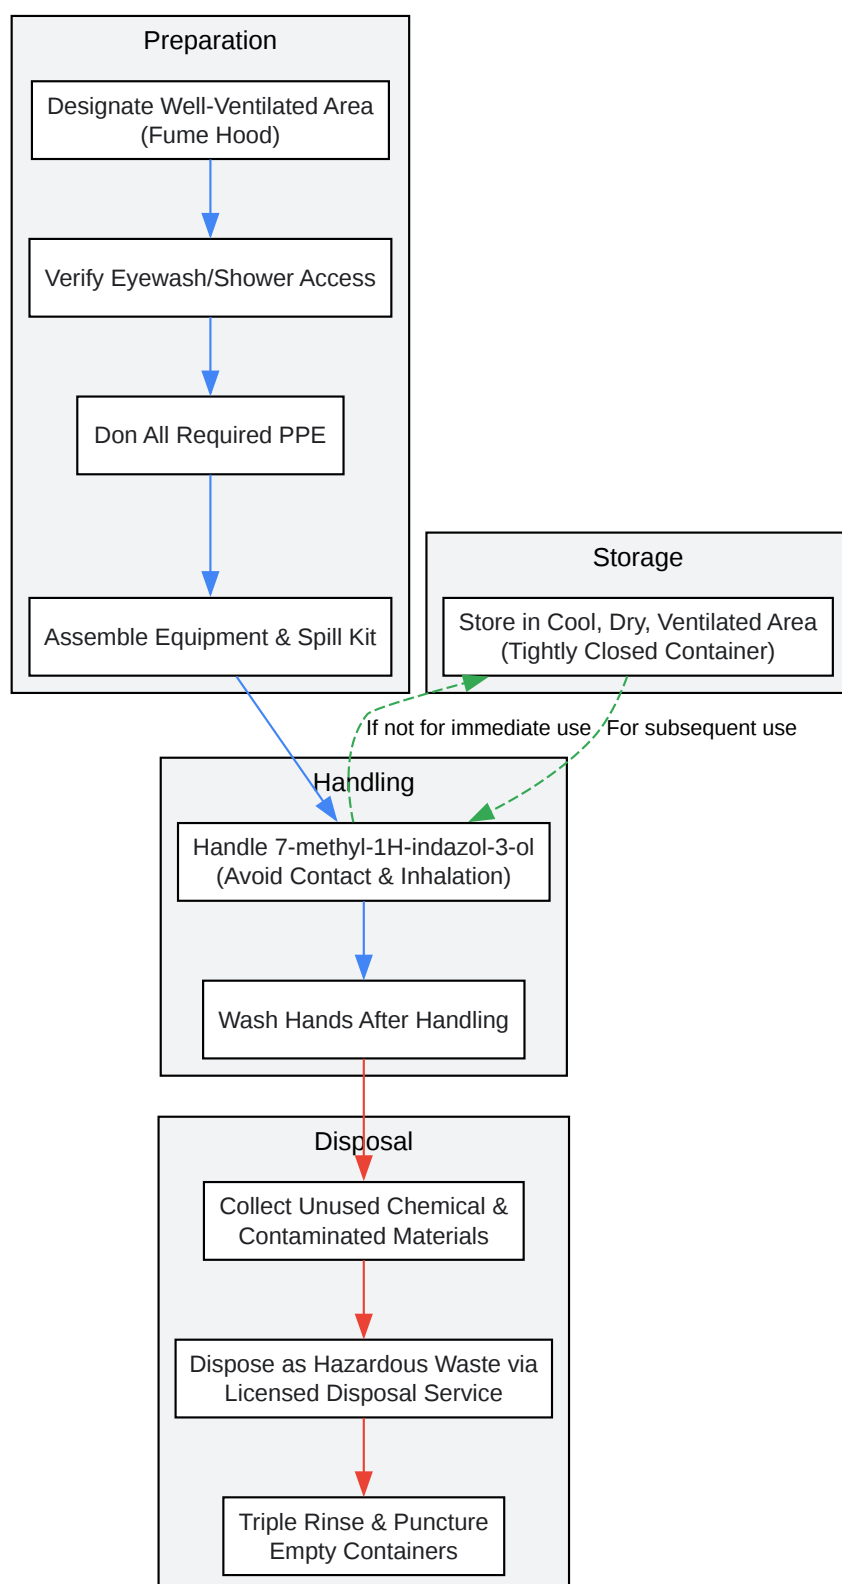 Preparation
Designate Well-Ventilated Area
(Fume Hood)
Verify Eyewash/Shower Access
Don All Required PPE
Assemble Equipment & Spill Kit
Storage
Store in Cool, Dry, Ventilated Area
(Tightly Closed Container)
If not for immediate use
For subsequent use
Handling
Handle 7-methyl-1H-indazol-3-ol
(Avoid Contact & Inhalation)
Wash Hands After Handling
Disposal
Collect Unused Chemical &
Contaminated Materials
Dispose as Hazardous Waste via
Licensed Disposal Service
Triple Rinse & Puncture
Empty Containers